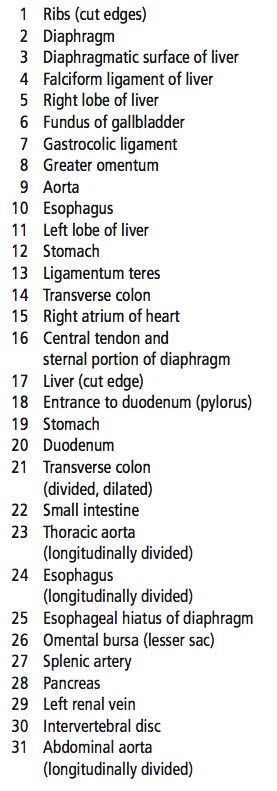 1 Ribs (cut edges)
2 Diaphragm
3 Diaphragmatic surface of liver
4 Falciform ligament of liver
5 Right lobe of liver
6 Fundus of gallbladder
7 Gastrocolic ligament
8 Greater omentum
9 Aorta
10 Esophagus
11 Left lobe of liver
12 Stomach
13 Ligamentum teres
14 Transverse colon
15 Right atrium of heart
16 Central tendon and
sternal portion of diaphragm
17 Liver (cut edge)
18 Entrance to duodenum (pylorus)
19 Stomach
20 Duodenum
21 Transverse colon
(divided, dilated)
22 Small intestine
23 Thoracic aorta
(longitudinally divided)
24 Esophagus
(longitudinally divided)
25 Esophageal hiatus of diaphragm
26 Omental bursa (lesser sac)
27 Splenic artery
28 Pancreas
29 Left renal vein
30 Intervertebral disc
31 Abdominal aorta
(longitudinally divided)